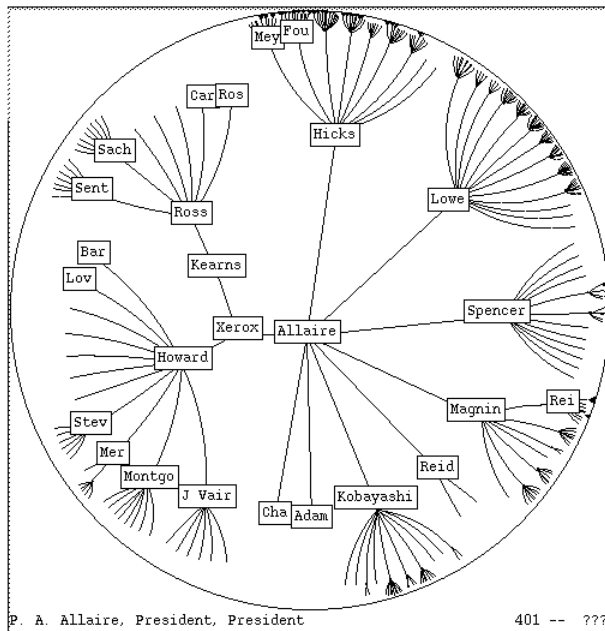 Mey
Fou
Car
Ros
Hicks
Sach
Sent
Ross
Lowe
Bar
Kearns
Lov
Spencer
Xerox
Allaire
Howard
Rei
Magnin
Stev
Mer
Reid
Montgo
J Vair
Kobayashi
Cha
Adam
P. A. Allaire, President, President
401 -- ???